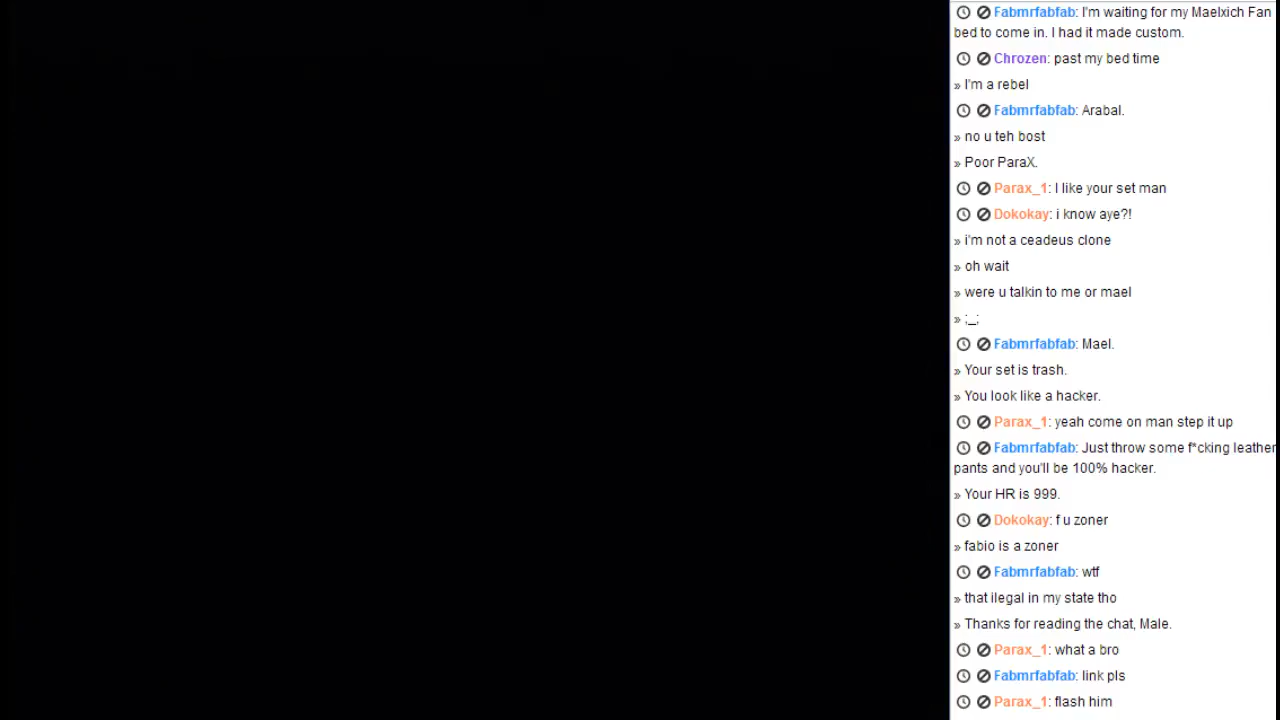 Fabmrfabfab: I'm waiting for my Maelxich Fan
bed to come in. I had it made custom.
Chrozen: past my bed time
» I'm a rebel
Fabmrfabfab: Arabal.
» no u teh bost
» Poor ParaX.
Parax_1: I like your set man
Dokokay: i know aye?!
» i'm not a ceadeus clone
» oh wait
» were u talkin to me or mael
» ;_;
Fabmrfabfab: Mael.
» Your set is trash.
» You look like a hacker.
Parax_1: yeah come on man step it up
Fabmrfabfab: Just throw some f*cking leather
pants and you'll be 100% hacker.
» Your HR is 999.
Dokokay: f u zoner
» fabio is a zoner
Fabmrfabfab: wtf
» that ilegal in my state tho
» Thanks for reading the chat, Male.
Parax_1: what a bro
Fabmrfabfab: link pls
Parax_1: flash him